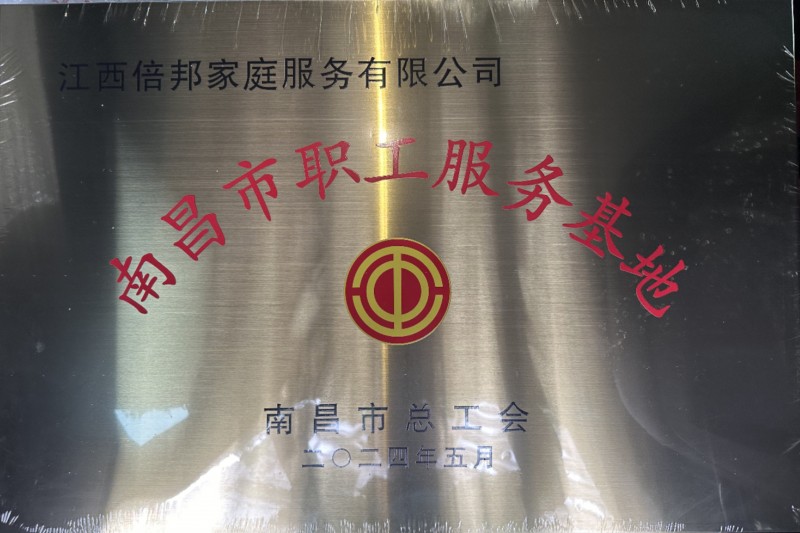 江西倍邦家庭服务有限公司
南昌市职工服务基地
南昌市总工会
二〇二四年五月